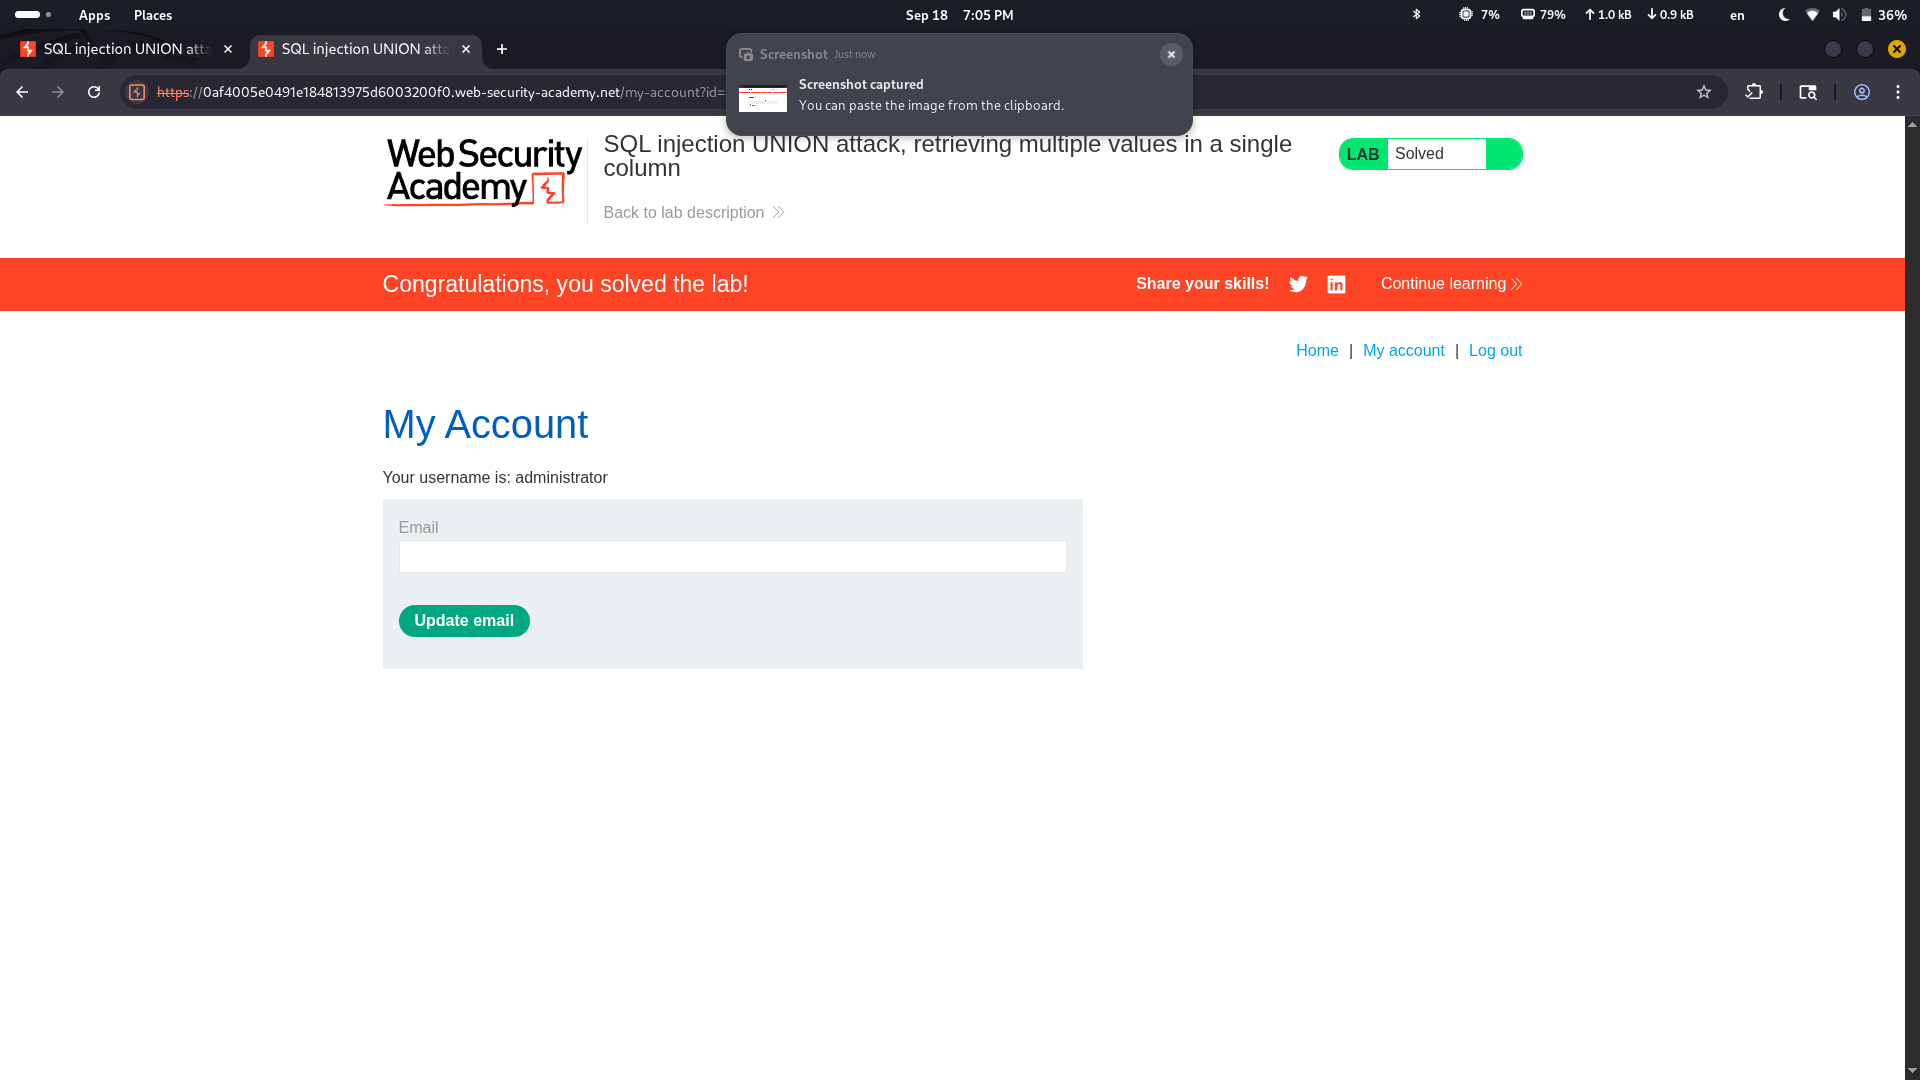 Apps Places Sep 18 7:05 PM 7% 79% 1.0 kB 0.9 kB en 36%
SQL injection UNION atta SQL injection UNION atta
https://0af4005e0491e184813975d6003200f0.web-security-academy.net/my-account?id=
Screenshot Just now
Screenshot captured
You can paste the image from the clipboard.
Web Security
Academy
SQL injection UNION attack, retrieving multiple values in a single
column
Back to lab description
LAB Solved
Congratulations, you solved the lab! Share your skills! Continue learning
Home | My account | Log out
My Account
Your username is: administrator
Email
Update email